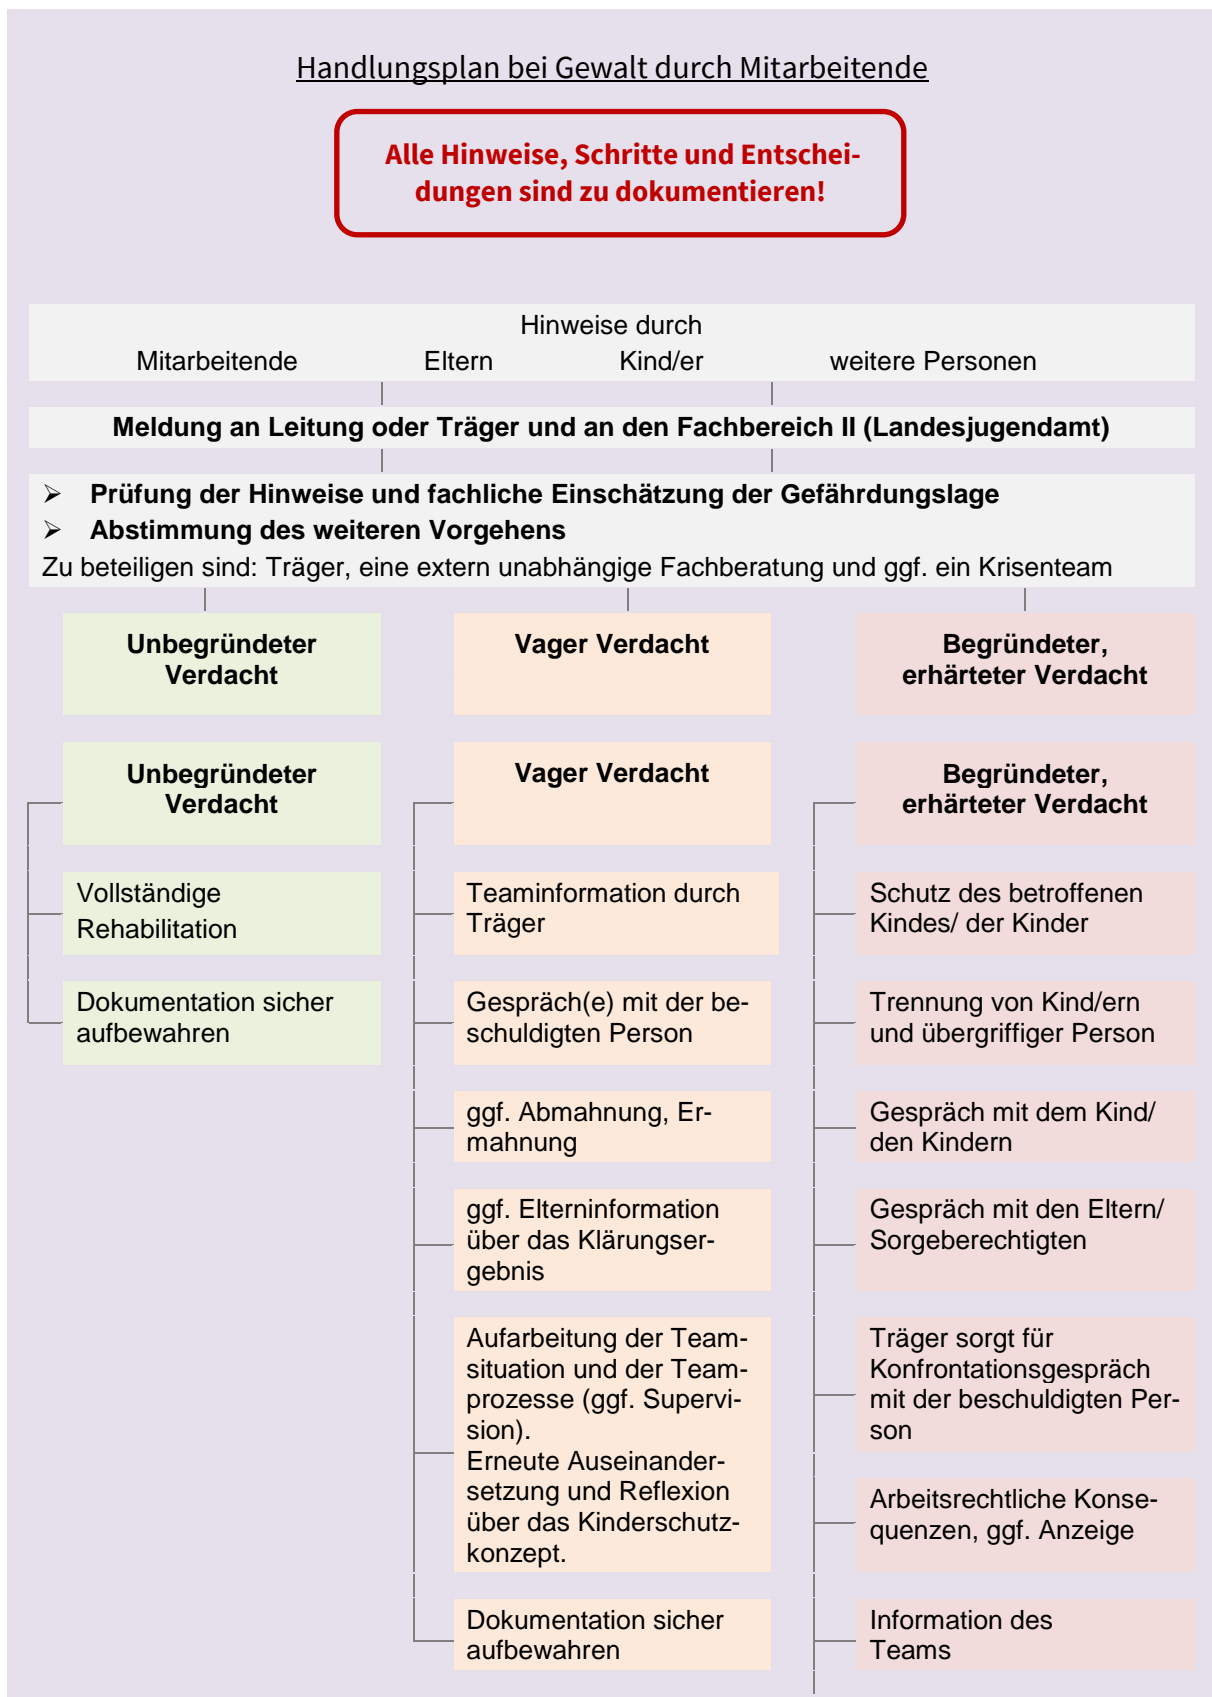 Handlungsplan bei Gewalt durch Mitarbeitende
Alle Hinweise, Schritte und Entschei-
dungen sind zu dokumentieren!
Hinweise durch
Mitarbeitende Eltern Kind/er weitere Personen
Meldung an Leitung oder Träger und an den Fachbereich II (Landesjugendamt)
➢ Prüfung der Hinweise und fachliche Einschätzung der Gefährdungslage
➢ Abstimmung des weiteren Vorgehens
Zu beteiligen sind: Träger, eine extern unabhängige Fachberatung und ggf. ein Krisenteam
Unbegründeter
Verdacht
Vager Verdacht
Begründeter,
erhärteter Verdacht
Unbegründeter
Verdacht
Vollständige
Rehabilitation
Dokumentation sicher
aufbewahren
Vager Verdacht
Teaminformation durch
Träger
Gespräch(e) mit der be-
schuldigten Person
ggf. Abmahnung, Er-
mahnung
ggf. Elterninformation
über das Klärungser-
gebnis
Aufarbeitung der Team-
situation und der Team-
prozesse (ggf. Supervi-
sion).
Erneute Auseinander-
setzung und Reflexion
über das Kinderschutz-
konzept.
Dokumentation sicher
aufbewahren
Begründeter,
erhärteter Verdacht
Schutz des betroffenen
Kindes/ der Kinder
Trennung von Kind/ern
und übergriffiger Person
Gespräch mit dem Kind/
den Kindern
Gespräch mit den Eltern/
Sorgeberechtigten
Träger sorgt für
Konfrontationsgespräch
mit der beschuldigten Per-
son
Arbeitsrechtliche Konse-
quenzen, ggf. Anzeige
Information des
Teams